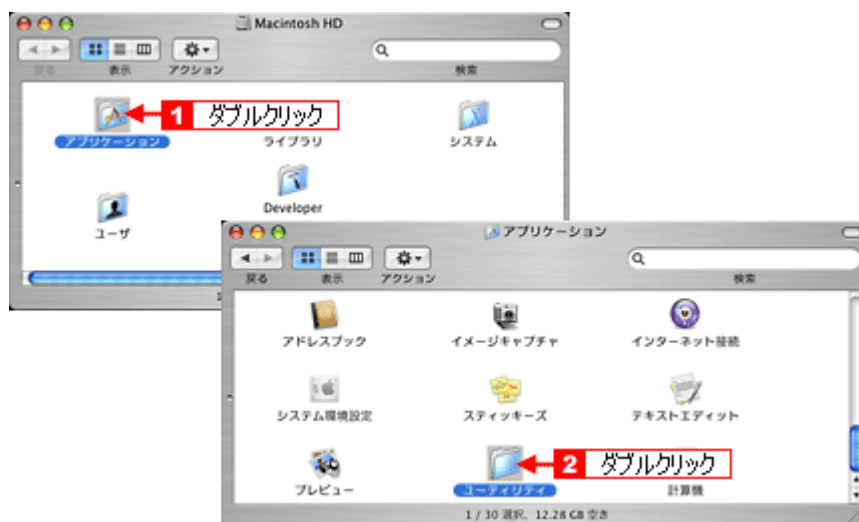 Macintosh HD
戻る 表示 アクション 検索
1 ダブルクリック
アプリケーション ライブラリ システム
ユーザ Developer
アプリケーション
戻る 表示 アクション 検索
アドレスブック イメージキャプチャ インターネット接続
システム環境設定 スティッキーズ テキストエディット
2 ダブルクリック
プレビュー ユーティリティ 計算機
1 / 30 選択、12.28 GB 空き